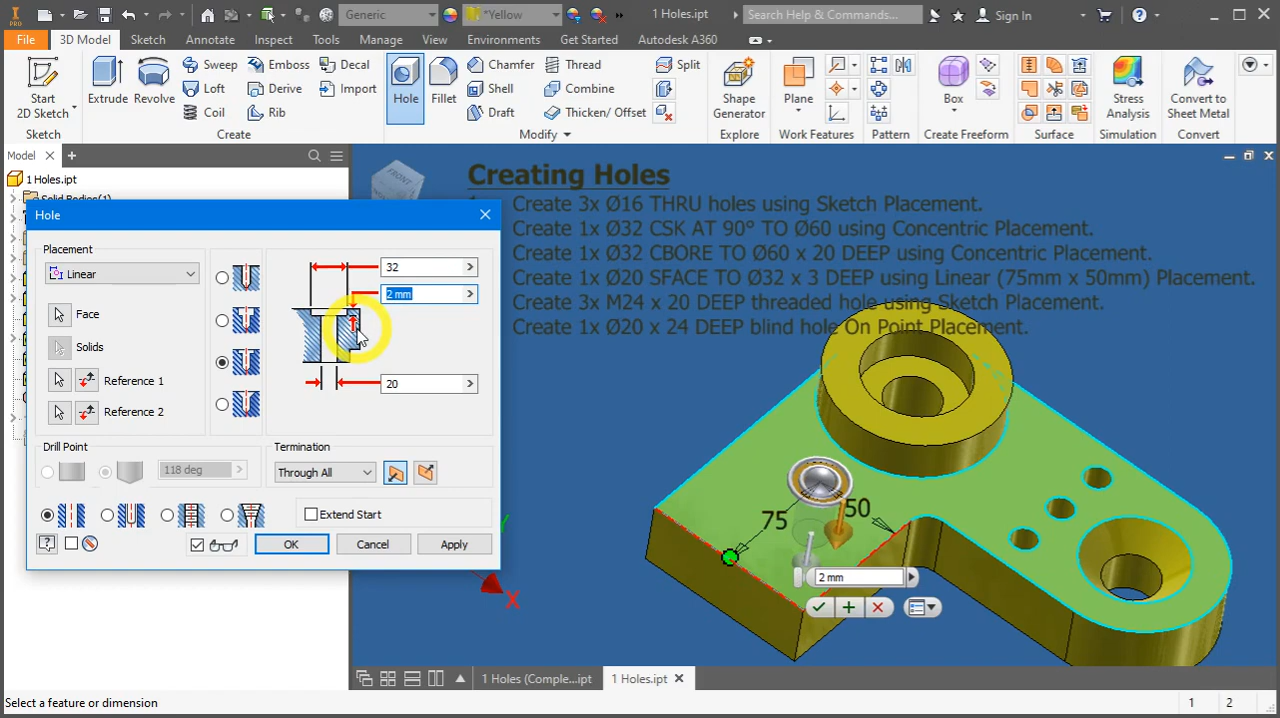 PRO
Generic
*Yellow
1 Holes.ipt
Search Help & Commands...
Sign In
File
3D Model
Sketch
Annotate
Inspect
Tools
Manage
View
Environments
Get Started
Autodesk A360
Start
2D Sketch
Sketch
Extrude
Revolve
Sweep
Loft
Coil
Emboss
Derive
Rib
Decal
Import
Create
Hole
Fillet
Chamfer
Shell
Draft
Thread
Combine
Thicken/ Offset
Split
Modify
Shape
Generator
Explore
Plane
Work Features
Pattern
Box
Create Freeform
Surface
Stress
Analysis
Simulation
Convert to
Sheet Metal
Convert
Model
1 Holes.ipt
Solid Bodies(1)
Hole
Placement
Linear
Face
Solids
Reference 1
Reference 2
32
2 mm
20
Drill Point
118 deg
Termination
Through All
Extend Start
OK
Cancel
Apply
FRONT
Creating Holes
Create 3x Ø16 THRU holes using Sketch Placement.
Create 1x Ø32 CSK AT 90° TO Ø60 using Concentric Placement.
Create 1x Ø32 CBORE TO Ø60 x 20 DEEP using Concentric Placement.
Create 1x Ø20 SFACE TO Ø32 x 3 DEEP using Linear (75mm x 50mm) Placement.
Create 3x M24 x 20 DEEP threaded hole using Sketch Placement.
Create 1x Ø20 x 24 DEEP blind hole On Point Placement.
75
50
2 mm
X
1 Holes (Comple...ipt
1 Holes.ipt
Select a feature or dimension
1
2